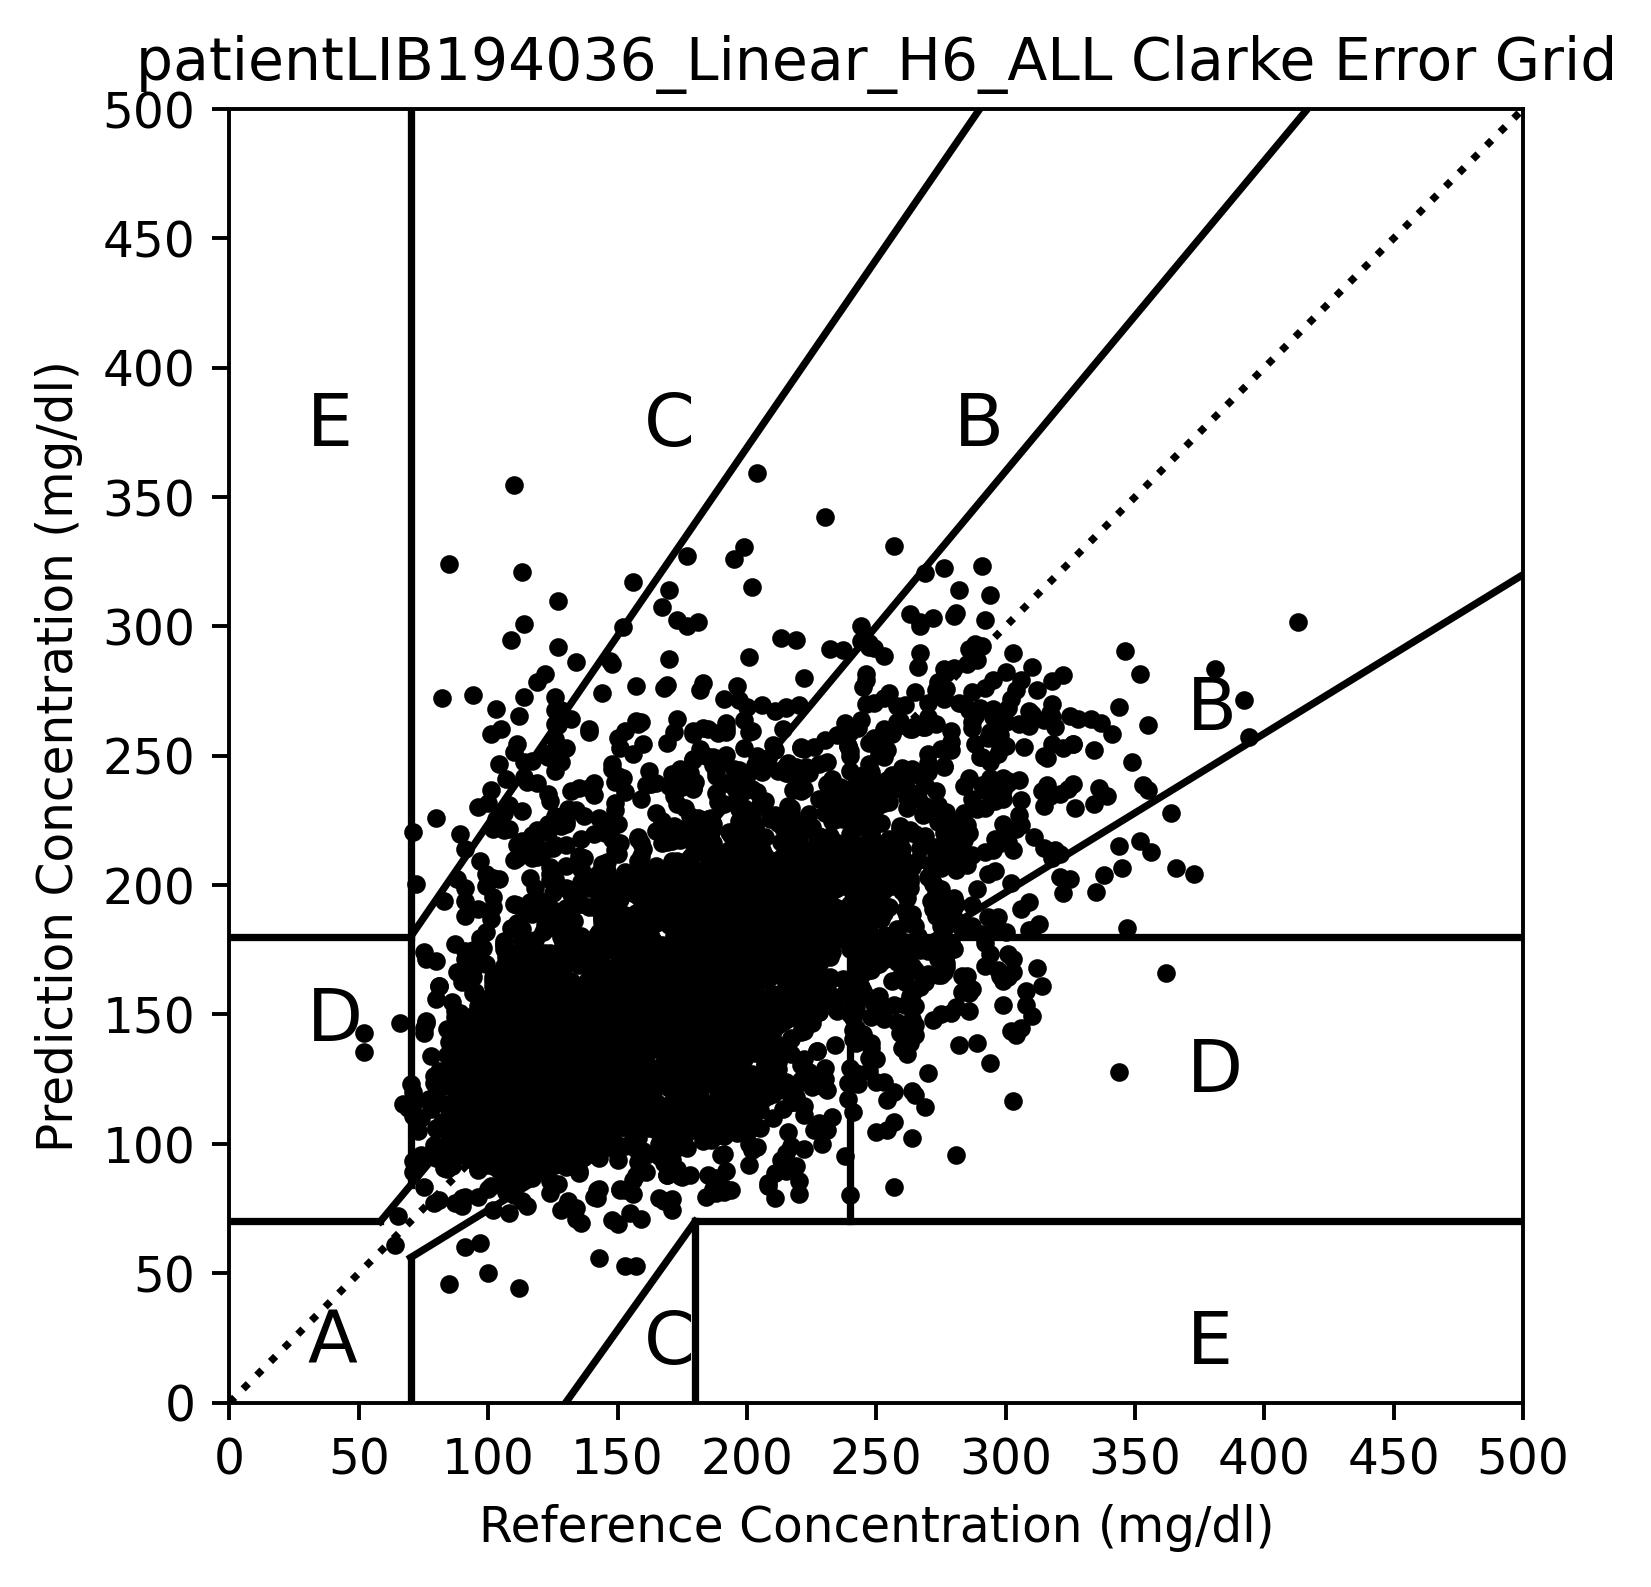 patientLIB194036_Linear_H6_ALL Clarke Error Grid
500
450
400
350
300
250
200
150
100
50
0
Prediction Concentration (mg/dl)
E
C
B
B
D
D
A
C
E
0 50 100 150 200 250 300 350 400 450 500
Reference Concentration (mg/dl)